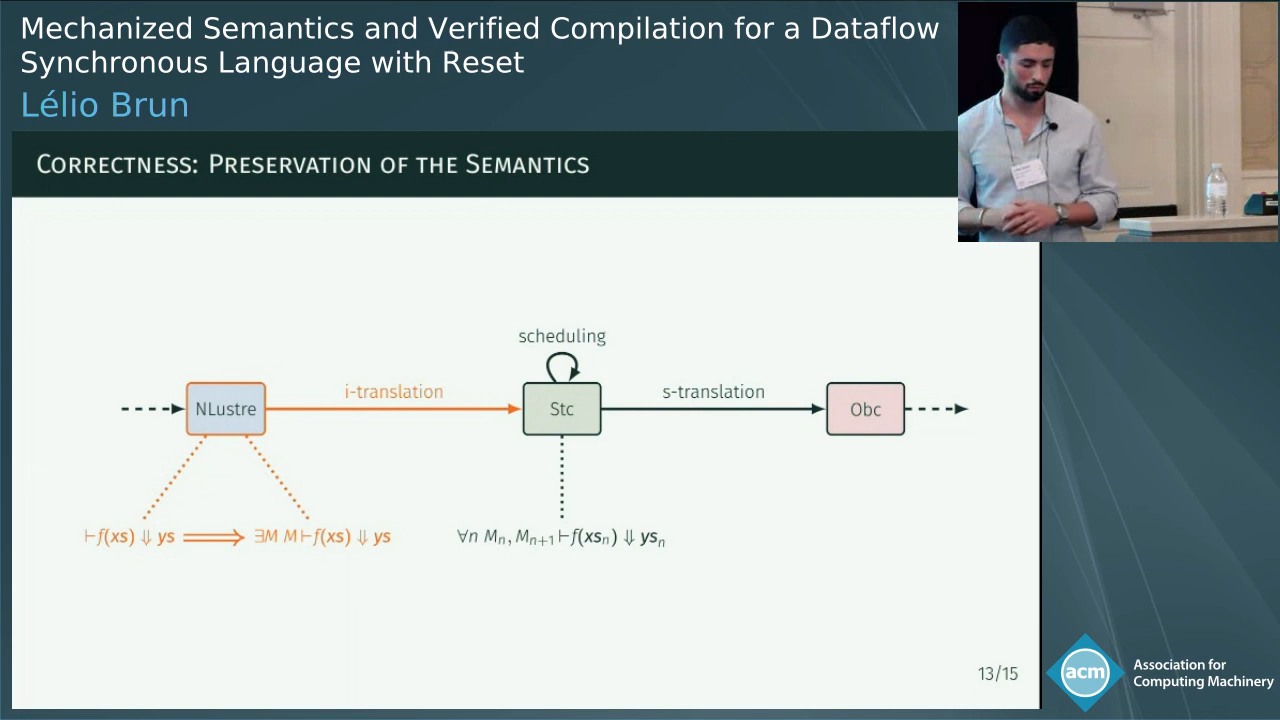 Mechanized Semantics and Verified Compilation for a Dataflow
Synchronous Language with Reset
Lélio Brun
Correctness: Preservation of the Semantics
scheduling
i-translation
s-translation
NLustre
Stc
Obc
⊢f(xs) ⇓ ys ⟹ ∃M M⊢f(xs) ⇓ ys
∀n Mₙ, Mₙ₊₁⊢f(xsₙ) ⇓ ysₙ
13/15
acm
Association for
Computing Machinery